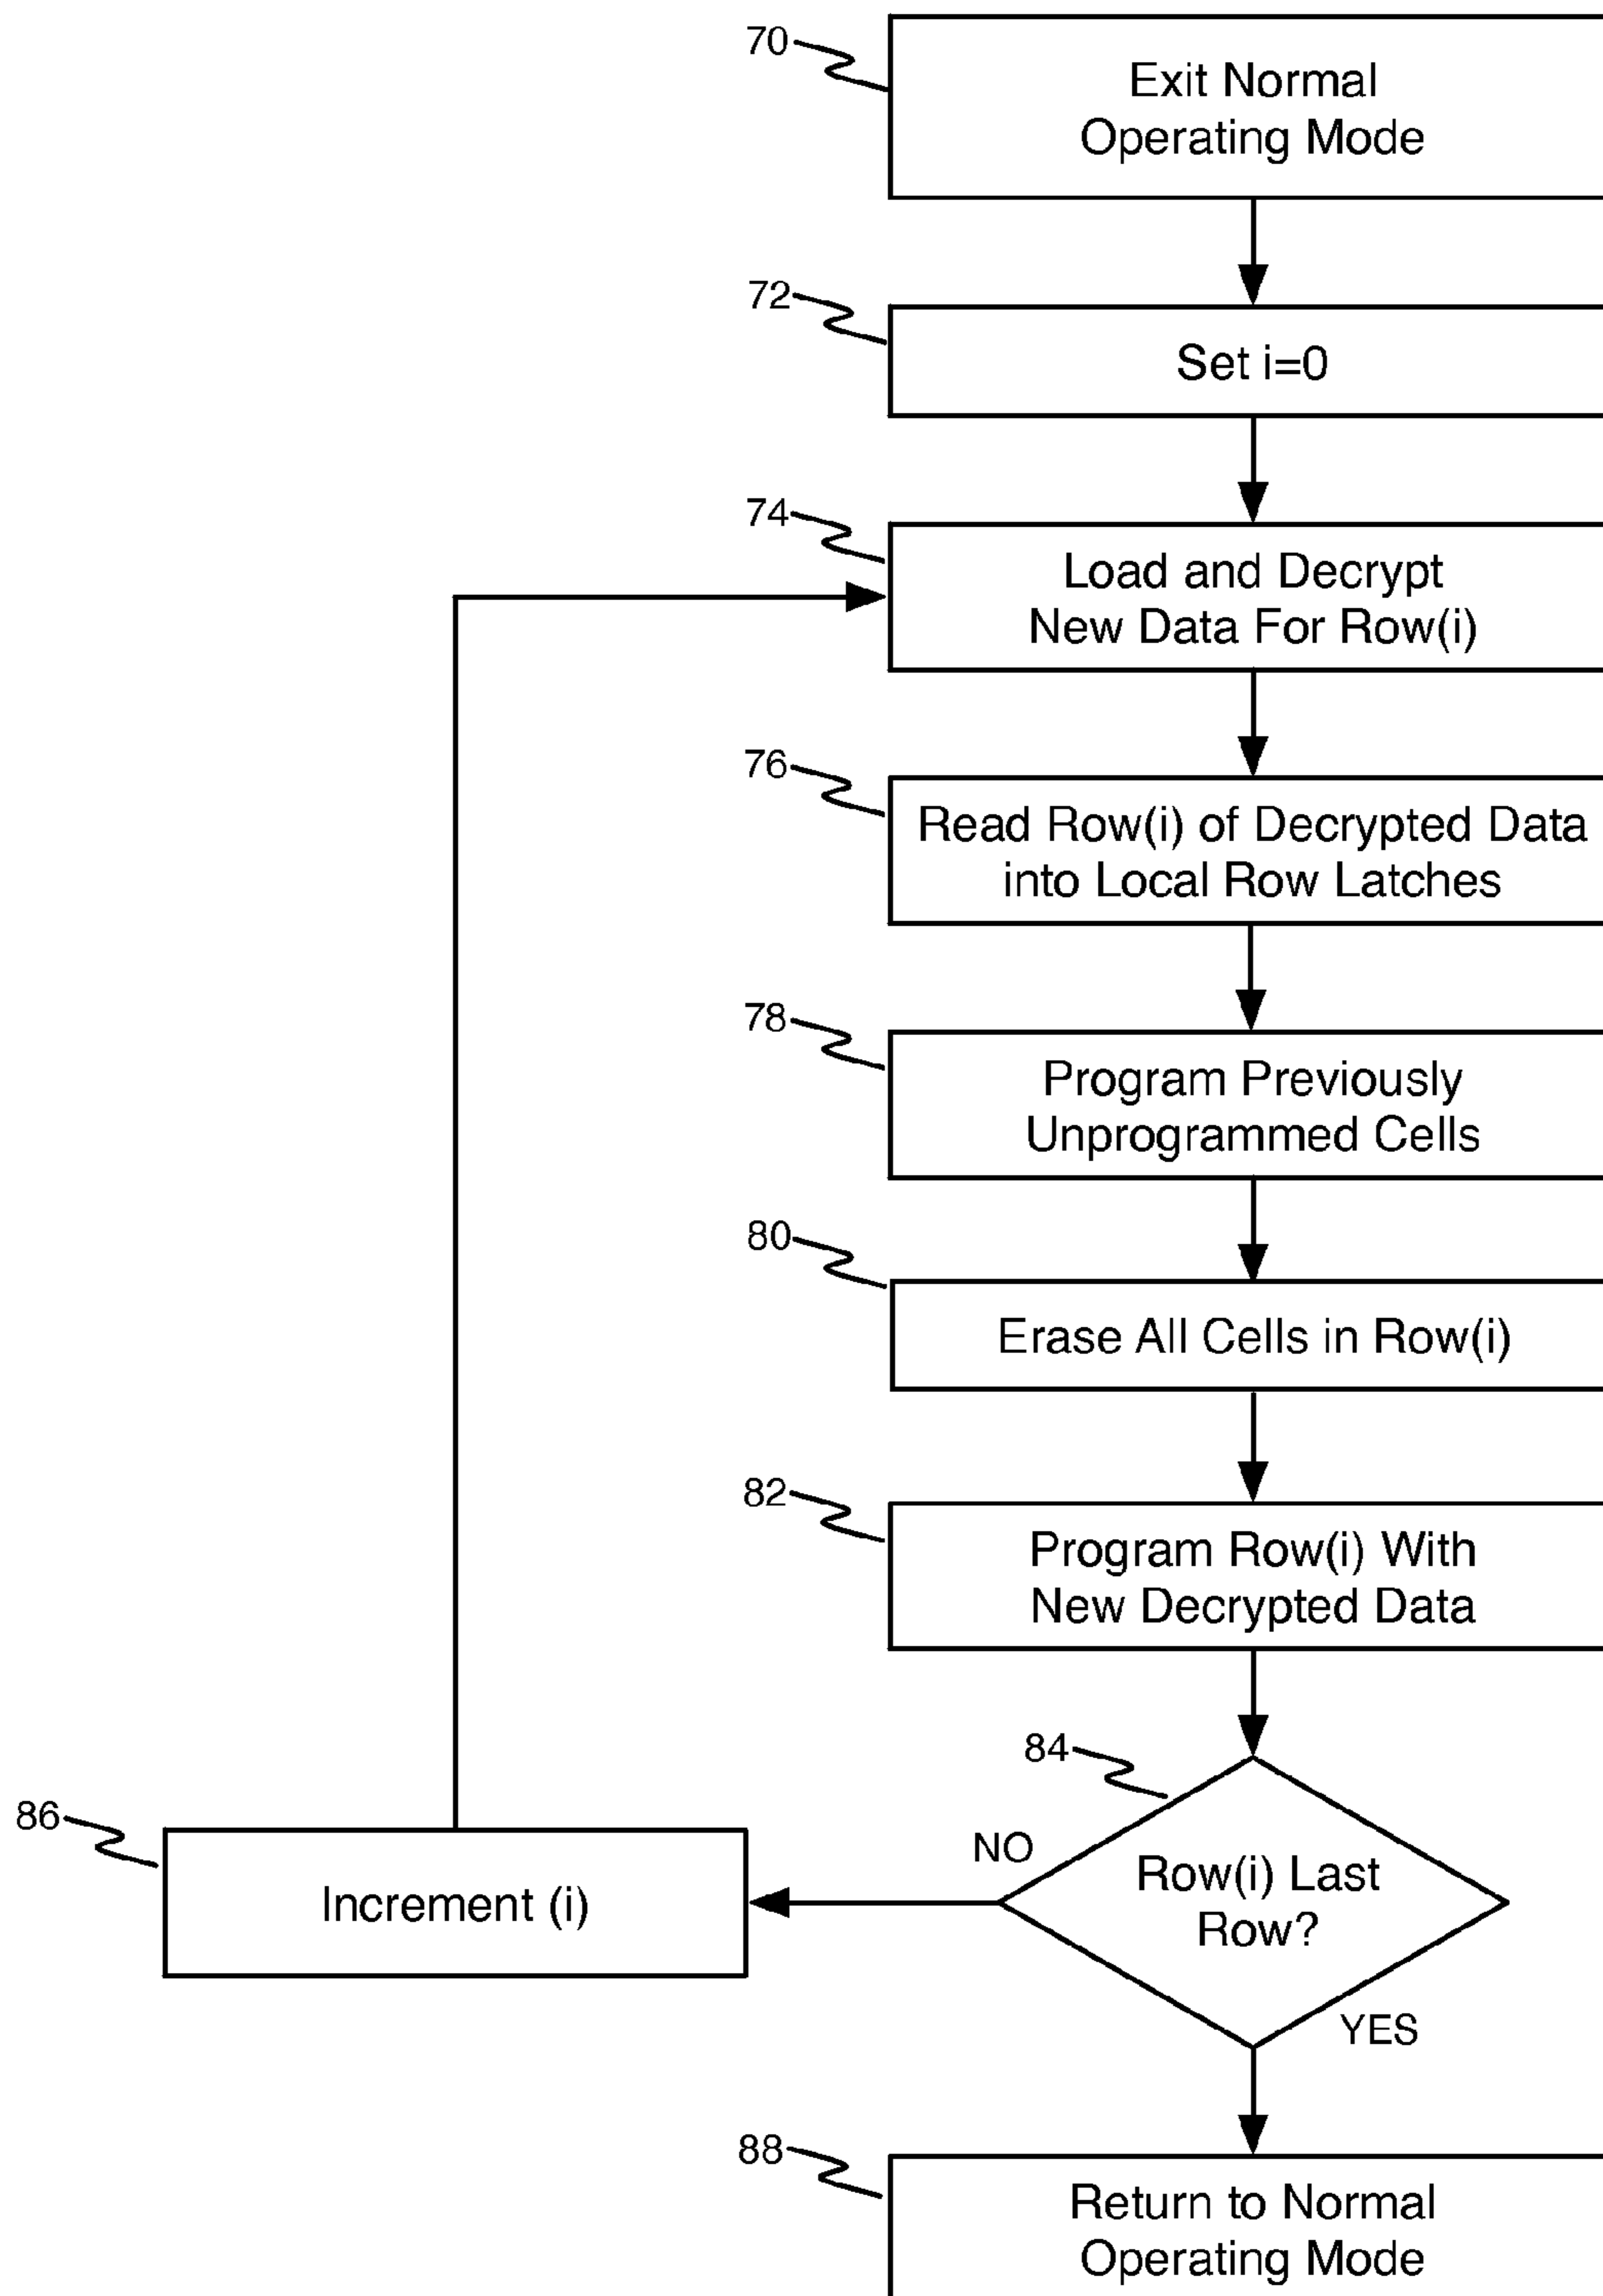 70
Exit Normal
Operating Mode
72
Set i=0
74
Load and Decrypt
New Data For Row(i)
76
Read Row(i) of Decrypted Data
into Local Row Latches
78
Program Previously
Unprogrammed Cells
80
Erase All Cells in Row(i)
82
Program Row(i) With
New Decrypted Data
84
Row(i) Last
Row?
NO
YES
86
Increment (i)
88
Return to Normal
Operating Mode